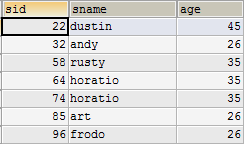 sid sname age
22 dustin 45
32 andy 26
58 rusty 35
64 horatio 35
74 horatio 35
85 art 26
96 frodo 26